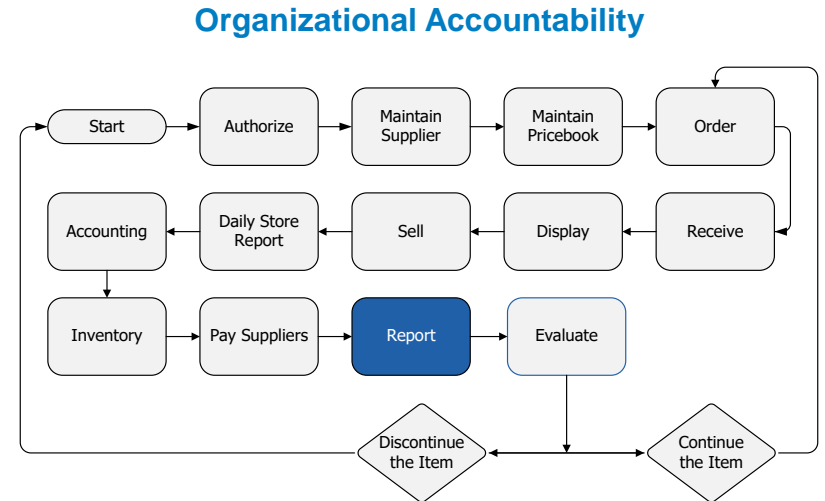 Organizational Accountability
Start
Authorize
Maintain
Supplier
Maintain
Pricebook
Order
Accounting
Daily Store
Report
Sell
Display
Receive
Inventory
Pay Suppliers
Report
Evaluate
Discontinue
the Item
Continue
the Item